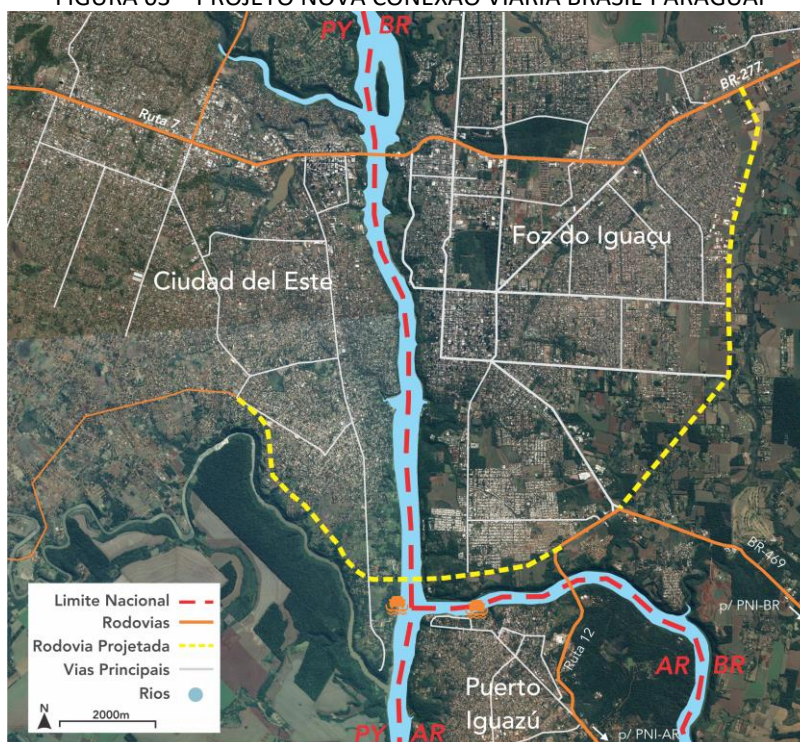 FIGURA 03 – PROJETO NOVA CONEXÃO VIÁRIA BRASIL PARAGUAI
PY BR
BR-277
Ruta 7
Foz do Iguaçu
Ciudad del Este
BR-469
p/ PNI-BR
Ruta 12
AR BR
Puerto
Iguazú
p/ PNI-AR
PY AR
Limite Nacional
Rodovias
Rodovia Projetada
Vias Principais
Rios
N
2000m